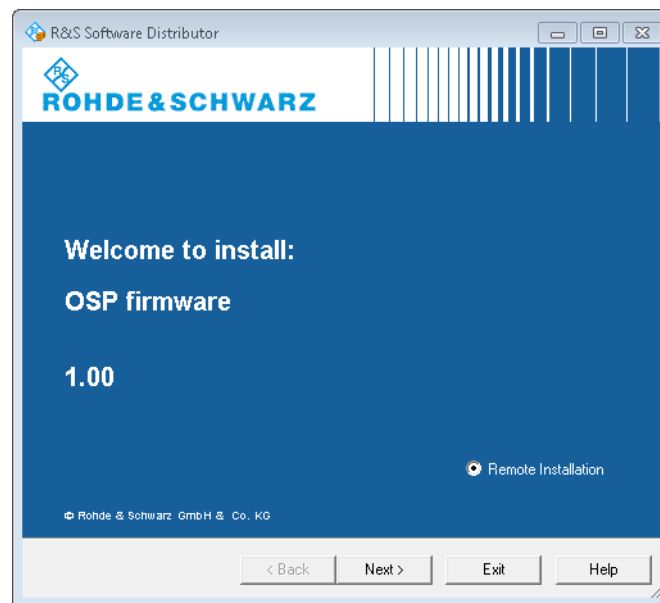 R&S Software Distributor
R&S
ROHDE&SCHWARZ
Welcome to install:
OSP firmware
1.00
Remote Installation
© Rohde & Schwarz GmbH & Co. KG
< Back
Next >
Exit
Help